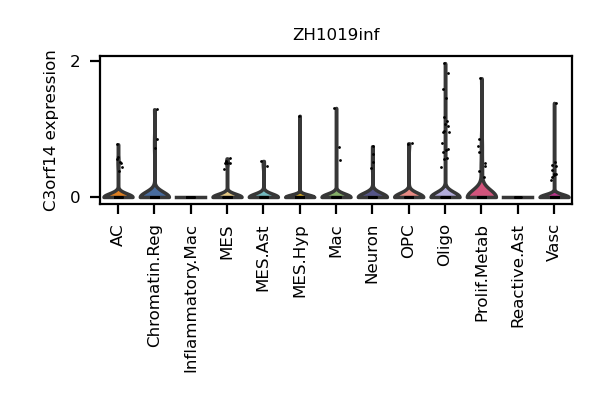 ZH1019inf
C3orf14 expression
2
0
AC
Chromatin.Reg
Inflammatory.Mac
MES
MES.Ast
MES.Hyp
Mac
Neuron
OPC
Oligo
Prolif.Metab
Reactive.Ast
Vasc